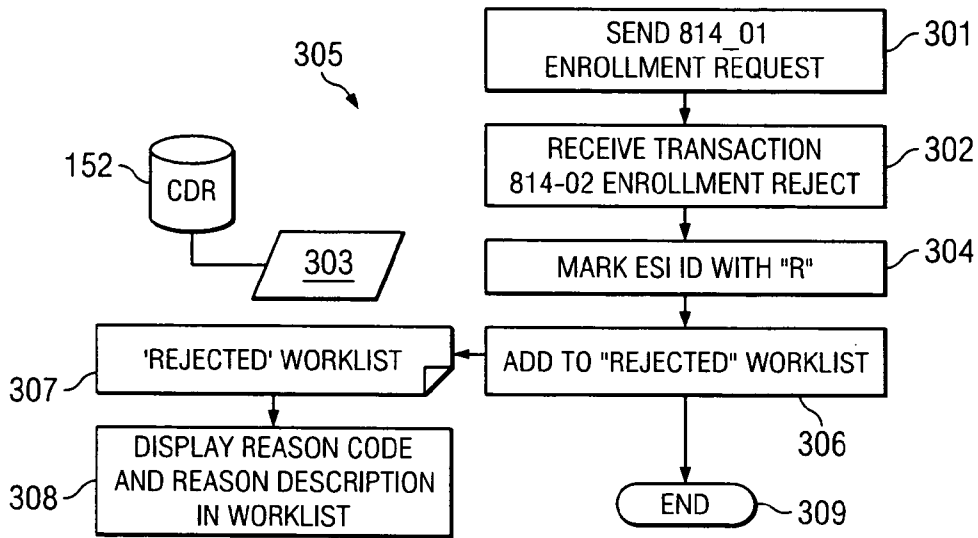 SEND 814_01
ENROLLMENT REQUEST
301
305
RECEIVE TRANSACTION
814-02 ENROLLMENT REJECT
302
152
CDR
303
MARK ESI ID WITH "R"
304
'REJECTED' WORKLIST
307
ADD TO "REJECTED" WORKLIST
306
DISPLAY REASON CODE
AND REASON DESCRIPTION
IN WORKLIST
308
END
309